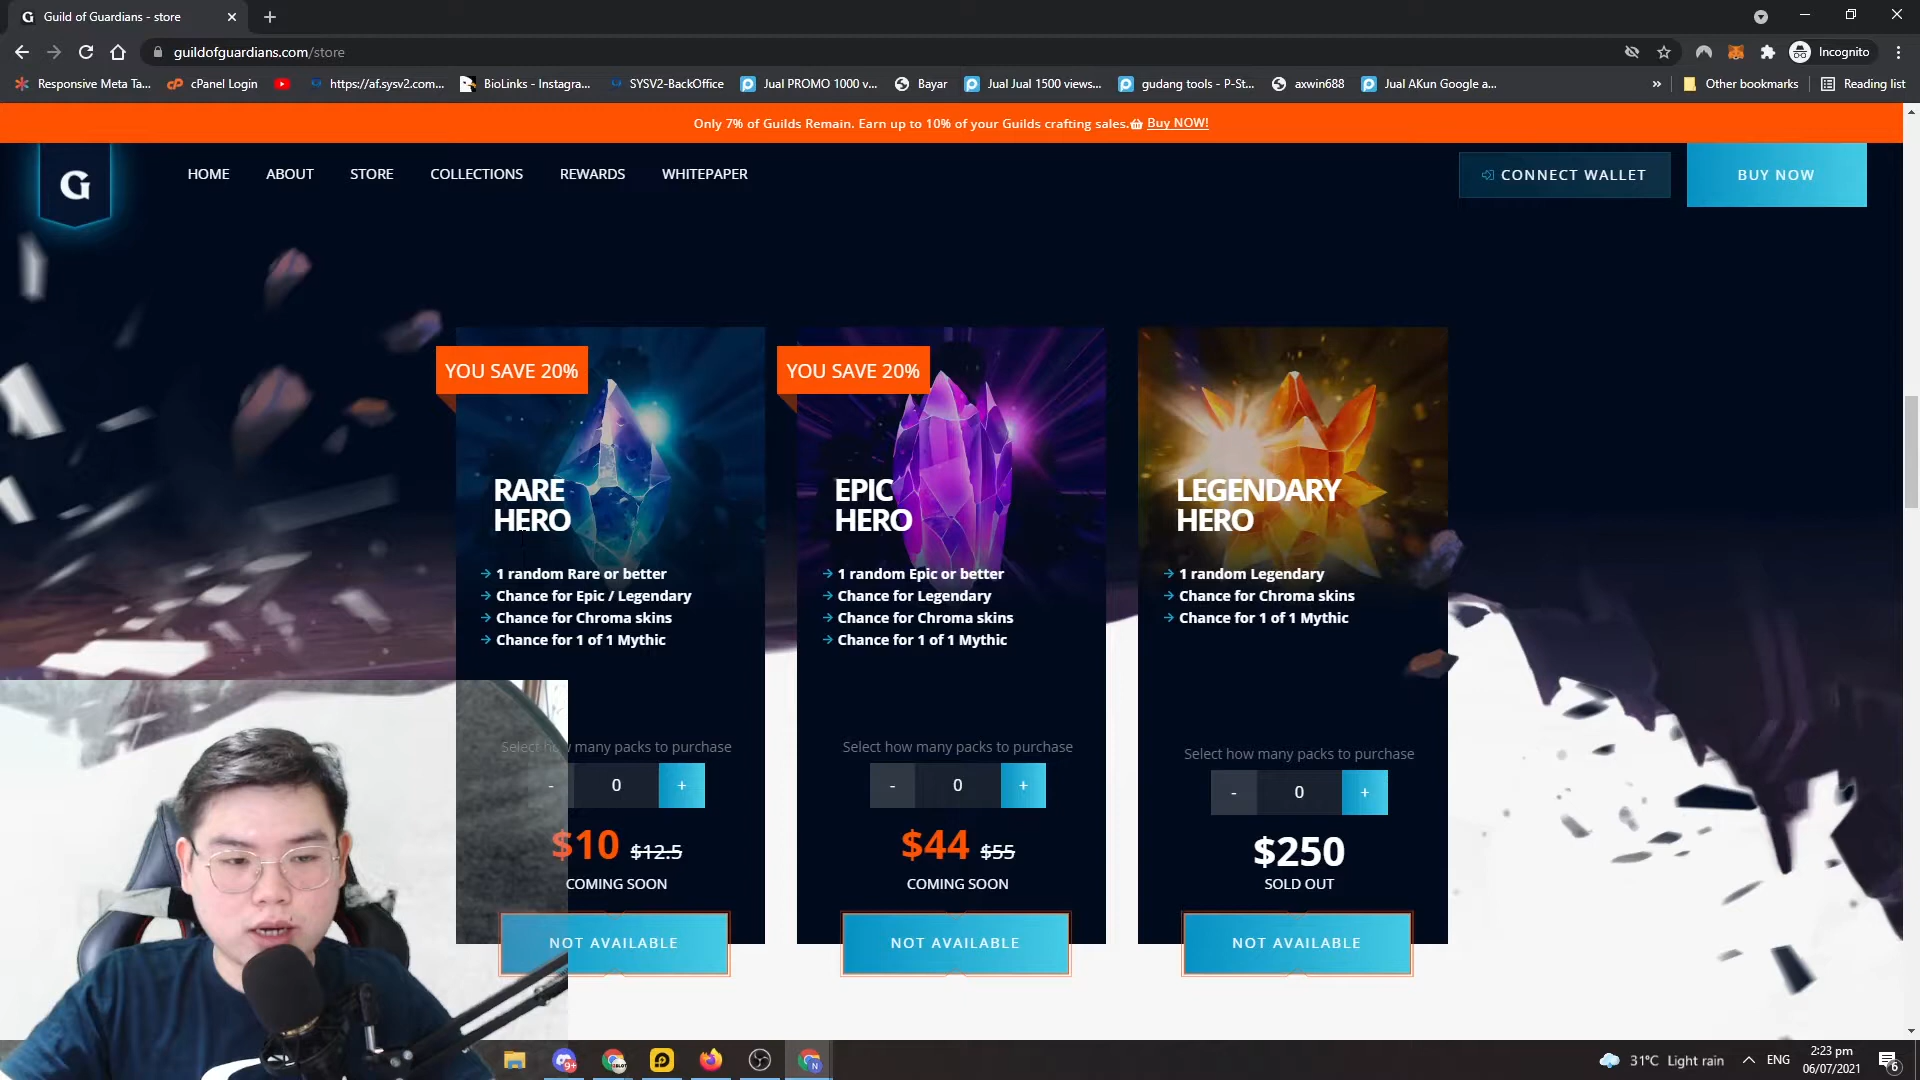 Guild of Guardians - store
guildofguardians.com/store
Incognito
Responsive Meta Ta...
cPanel Login
https://af.sysv2.com...
BioLinks - Instagra...
SYSV2-BackOffice
Jual PROMO 1000 v...
Bayar
Jual Jual 1500 views...
gudang tools - P-St...
axwin688
Jual AKun Google a...
»
Other bookmarks
Reading list
Only 7% of Guilds Remain. Earn up to 10% of your Guilds crafting sales. Buy NOW!
G
HOME
ABOUT
STORE
COLLECTIONS
REWARDS
WHITEPAPER
CONNECT WALLET
BUY NOW
YOU SAVE 20%
RARE
HERO
1 random Rare or better
Chance for Epic / Legendary
Chance for Chroma skins
Chance for 1 of 1 Mythic
Select how many packs to purchase
- 0 +
$10 $12.5
COMING SOON
NOT AVAILABLE
YOU SAVE 20%
EPIC
HERO
1 random Epic or better
Chance for Legendary
Chance for Chroma skins
Chance for 1 of 1 Mythic
Select how many packs to purchase
- 0 +
$44 $55
COMING SOON
NOT AVAILABLE
LEGENDARY
HERO
1 random Legendary
Chance for Chroma skins
Chance for 1 of 1 Mythic
Select how many packs to purchase
- 0 +
$250
SOLD OUT
NOT AVAILABLE
9+
31°C Light rain
ENG
2:23 pm
06/07/2021
6